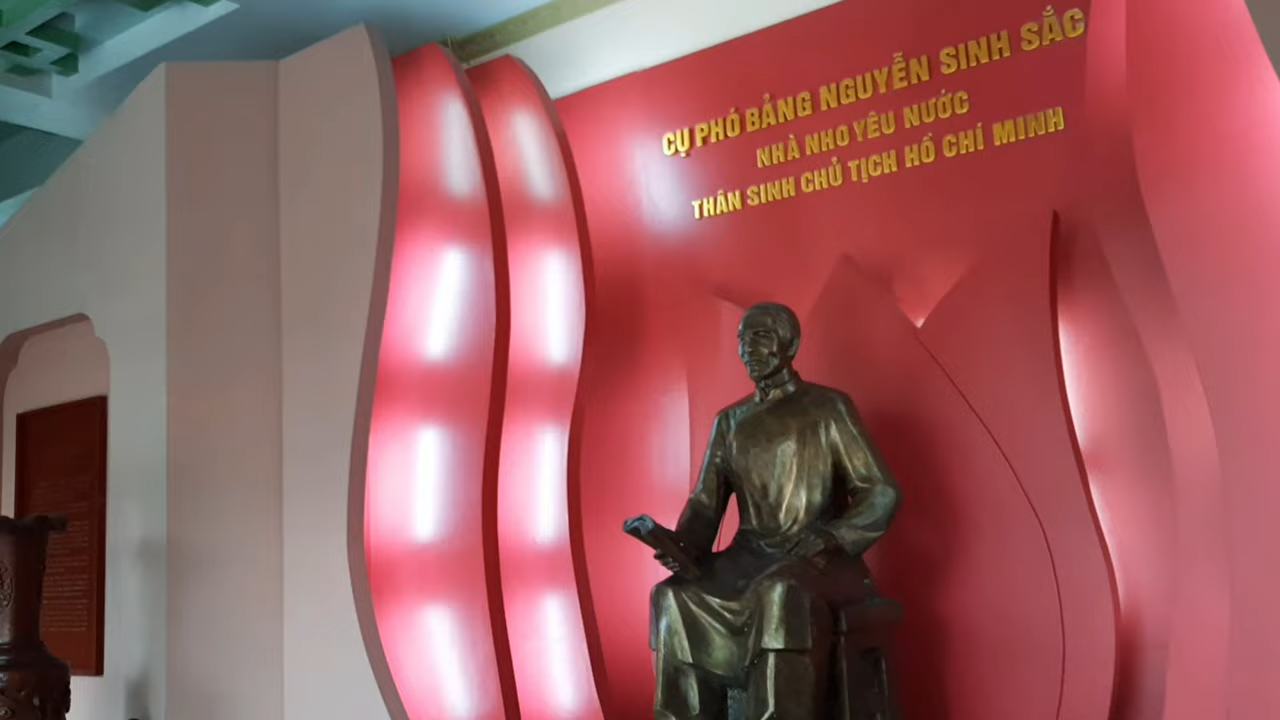 CỤ PHÓ BẢNG NGUYỄN SINH SẮC
NHÀ NHO YÊU NƯỚC
THÂN SINH CHỦ TỊCH HỒ CHÍ MINH